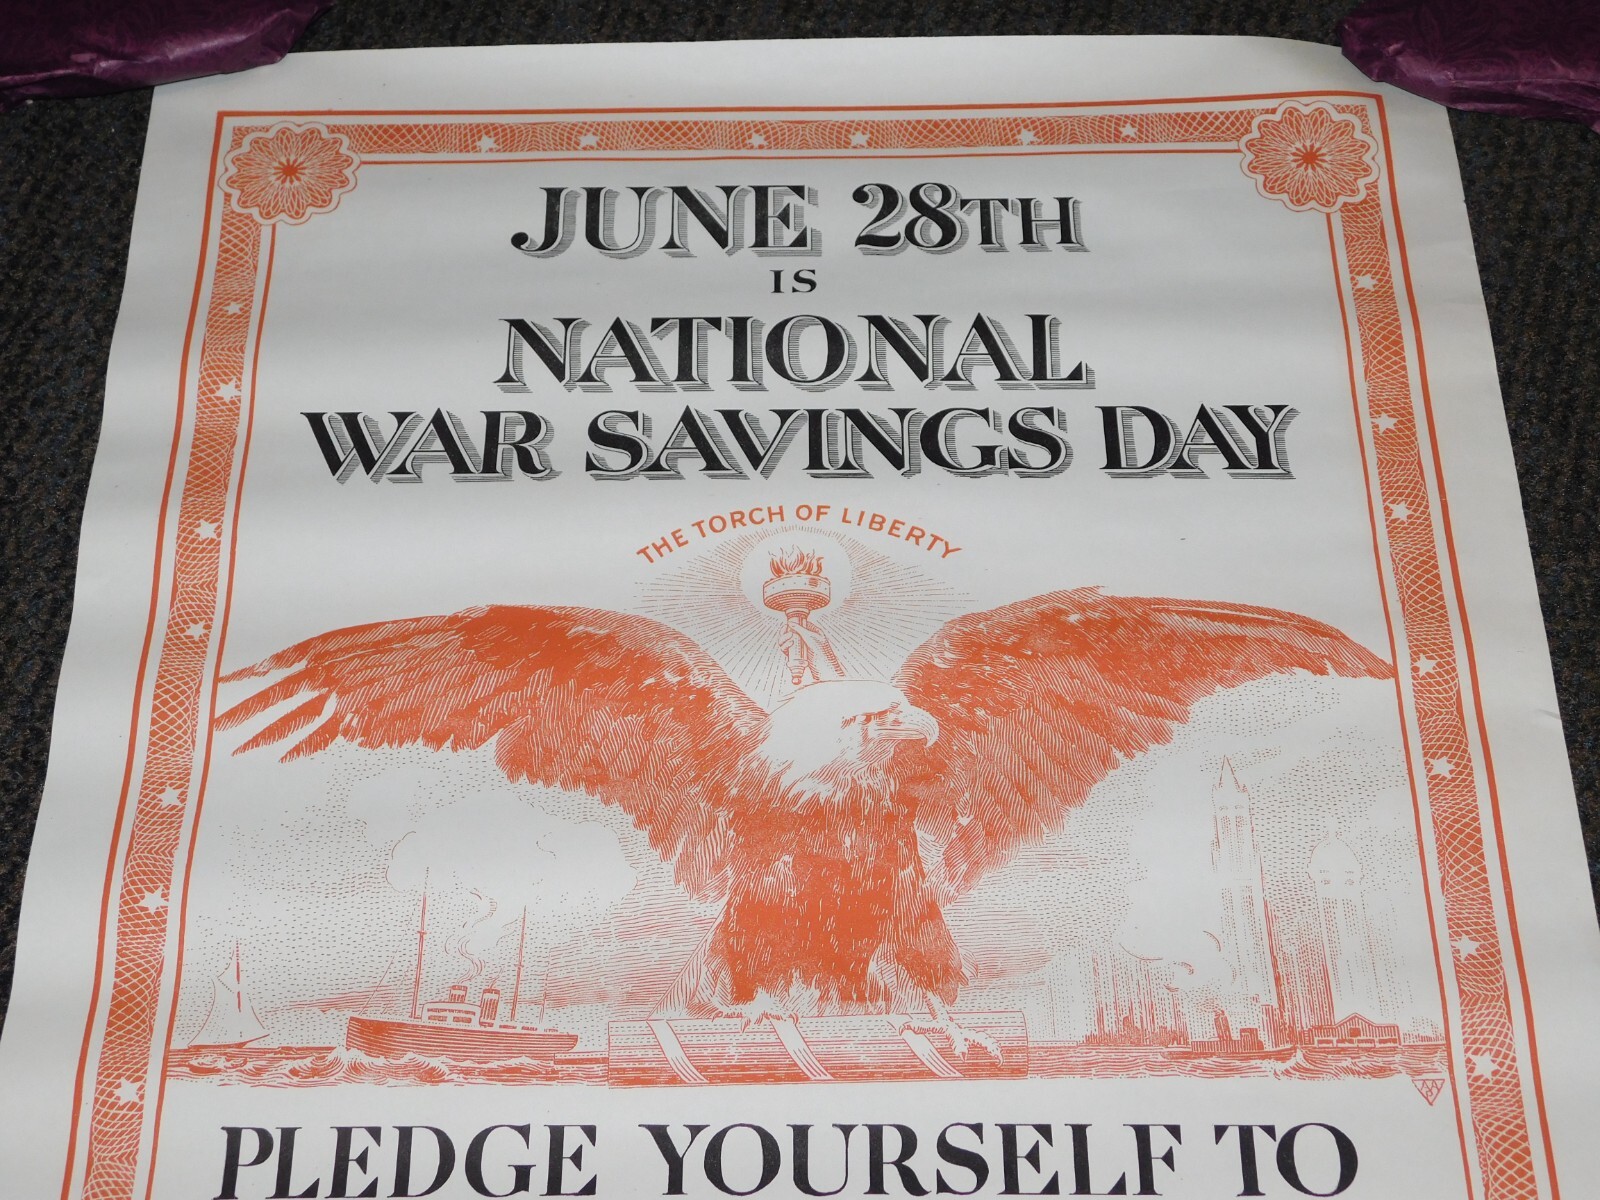 JUNE 28TH
IS
NATIONAL
WAR SAVINGS DAY
THE TORCH OF LIBERTY
PLEDGE YOURSELF TO